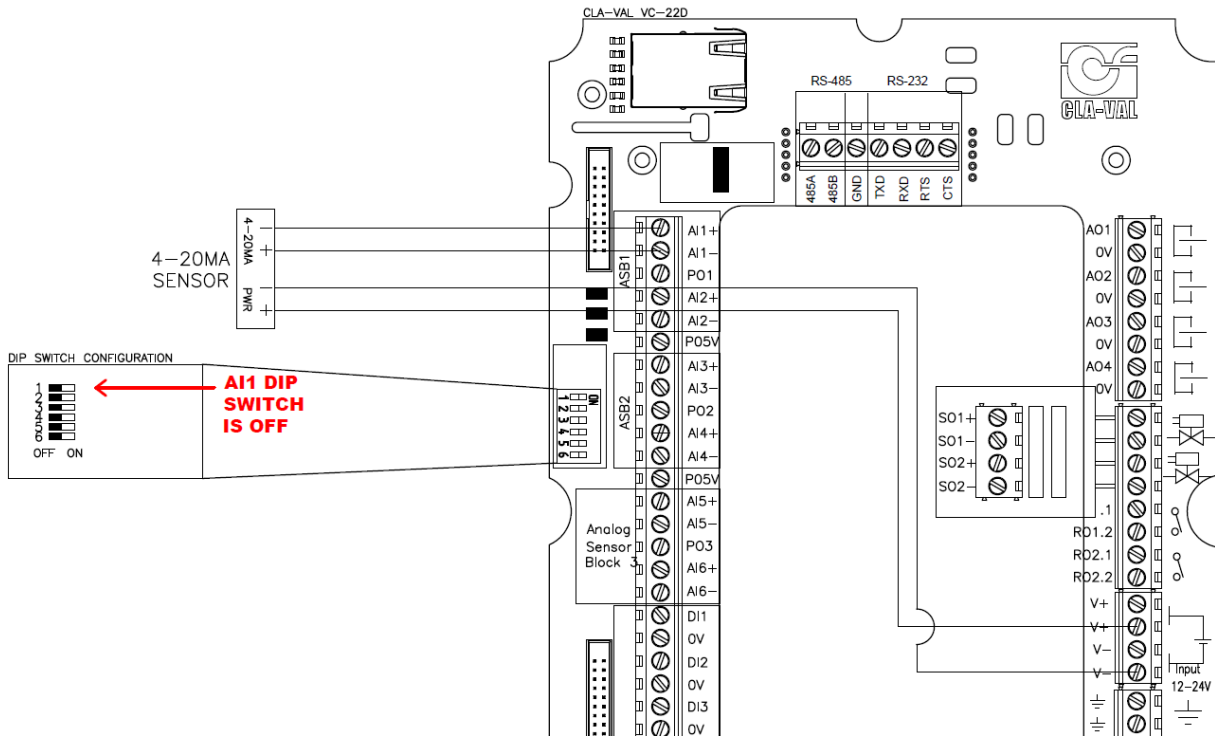 CLA-VAL VC-22D
RS-485 RS-232
CLA-VAL
485A
485B
GND
TXD
RXD
RTS
CTS
4-20MA
SENSOR
- 4-20MA +
- PWR +
ASB1
AI1+
AI1-
PO1
AI2+
AI2-
P05V
ASB2
AI3+
AI3-
PO2
AI4+
AI4-
P05V
Analog
Sensor
Block 3
AI5+
AI5-
PO3
AI6+
AI6-
DI1
0V
DI2
0V
DI3
0V
DIP SWITCH CONFIGURATION
1
2
3
4
5
6
OFF ON
AI1 DIP
SWITCH
IS OFF
ON
1
2
3
4
5
6
AO1
0V
AO2
0V
AO3
0V
AO4
0V
SO1+
SO1-
SO2+
SO2-
.1
RO1.2
RO2.1
RO2.2
V+
V+
V-
V-
Input
12-24V